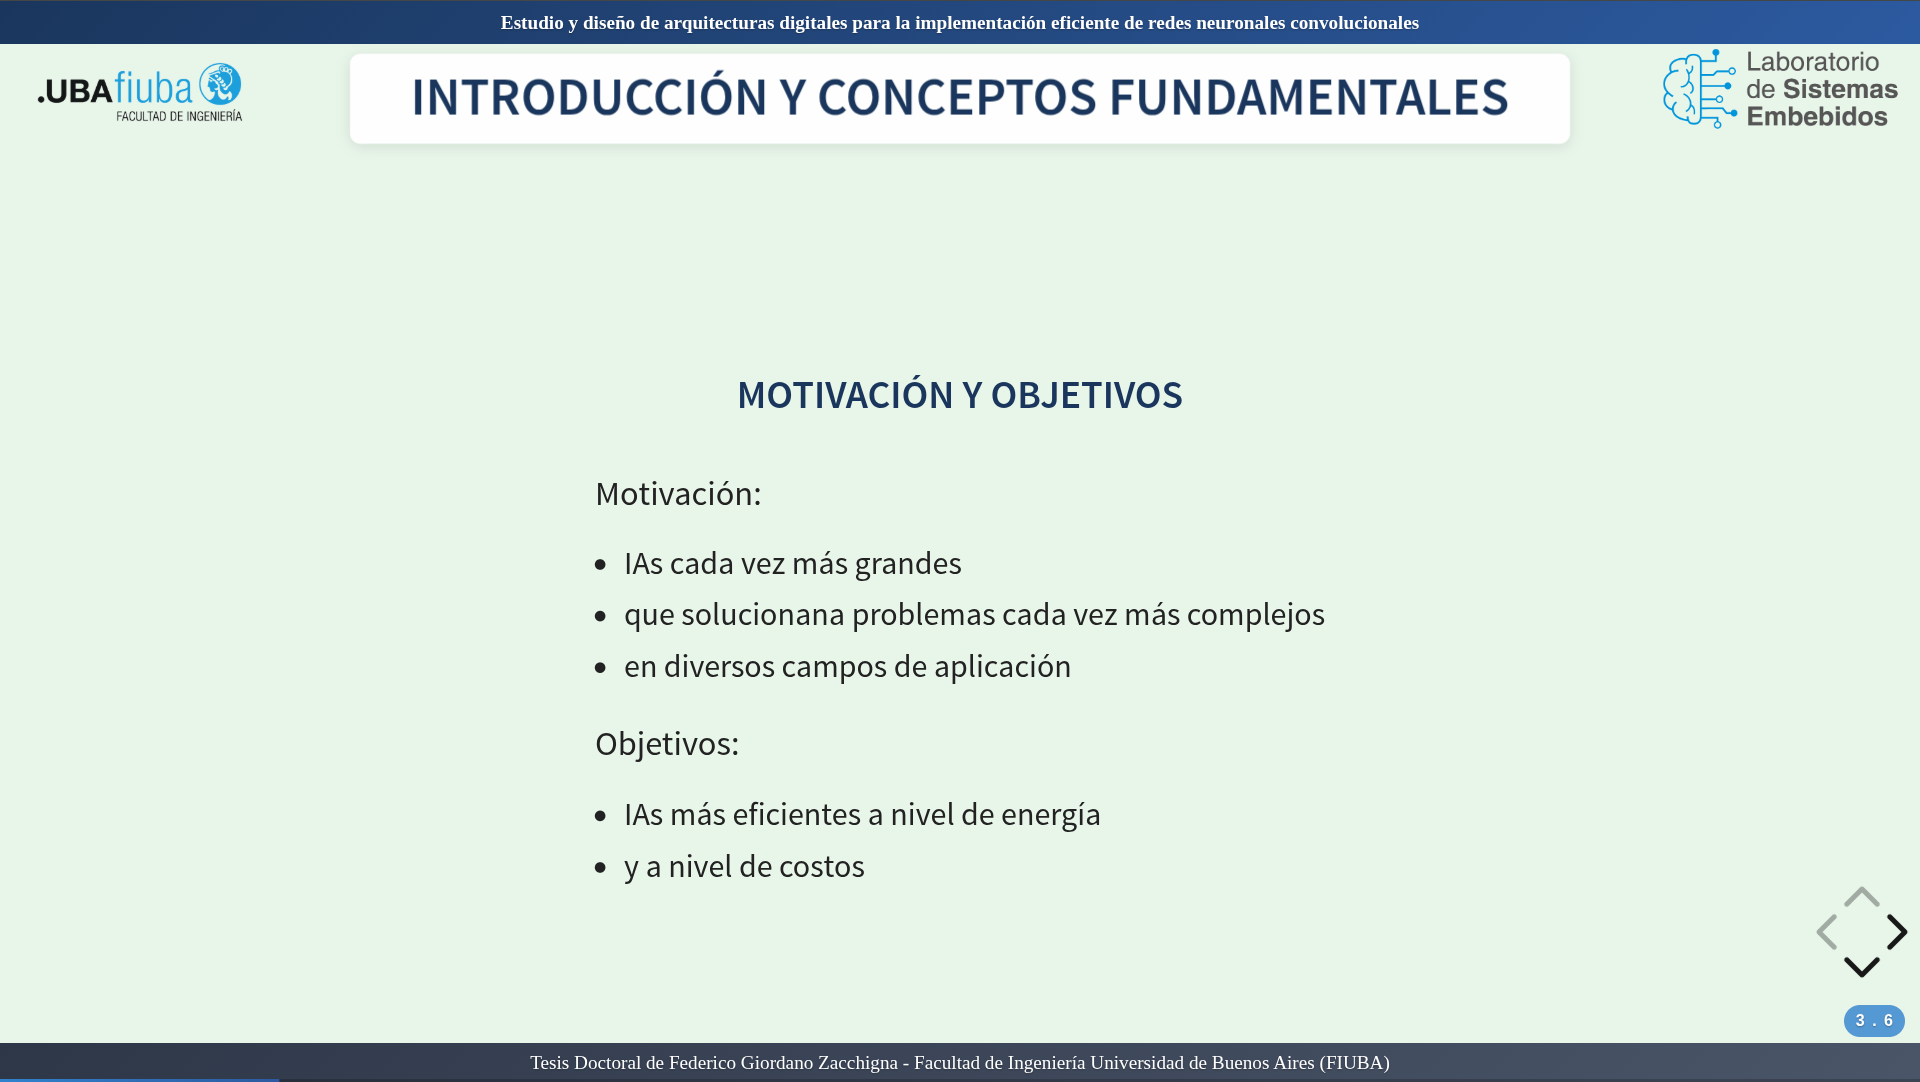 Estudio y diseño de arquitecturas digitales para la implementación eficiente de redes neuronales convolucionales
.UBAfiuba
FACULTAD DE INGENIERÍA
INTRODUCCIÓN Y CONCEPTOS FUNDAMENTALES
Laboratorio
de Sistemas
Embebidos
MOTIVACIÓN Y OBJETIVOS
Motivación:
• IAs cada vez más grandes
• que solucionana problemas cada vez más complejos
• en diversos campos de aplicación
Objetivos:
• IAs más eficientes a nivel de energía
• y a nivel de costos
3 . 6
Tesis Doctoral de Federico Giordano Zacchigna - Facultad de Ingeniería Universidad de Buenos Aires (FIUBA)